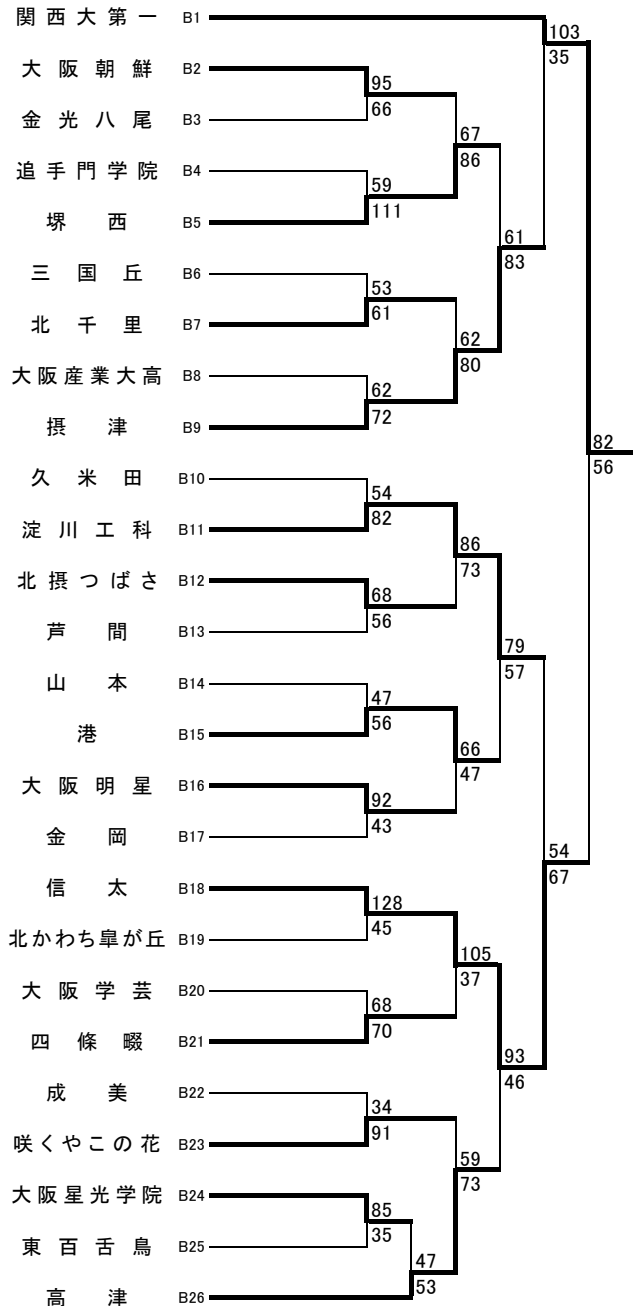 関西大第一 B1
103
35
大阪朝鮮 B2
95
66
金光八尾 B3
67
86
追手門学院 B4
59
111
堺西 B5
61
83
三国丘 B6
53
61
北千里 B7
62
80
大阪産業大高 B8
62
72
摂津 B9
82
56
久米田 B10
54
82
淀川工科 B11
86
73
北摂つばさ B12
68
56
芦間 B13
79
57
山本 B14
47
56
港 B15
66
47
大阪明星 B16
92
43
金岡 B17
54
67
信太 B18
128
45
北かわち皐が丘 B19
105
37
大阪学芸 B20
68
70
四條畷 B21
93
46
成美 B22
34
91
咲くやこの花 B23
59
73
大阪星光学院 B24
85
35
東百舌鳥 B25
47
53
高津 B26